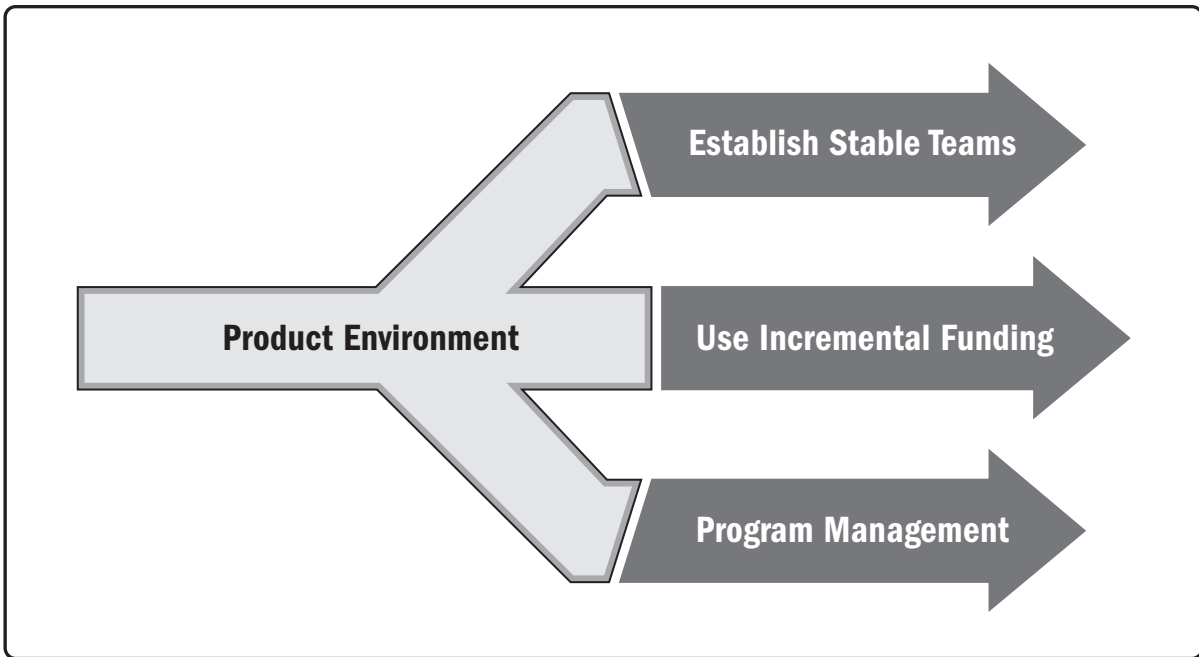 Establish Stable Teams
Product Environment
Use Incremental Funding
Program Management